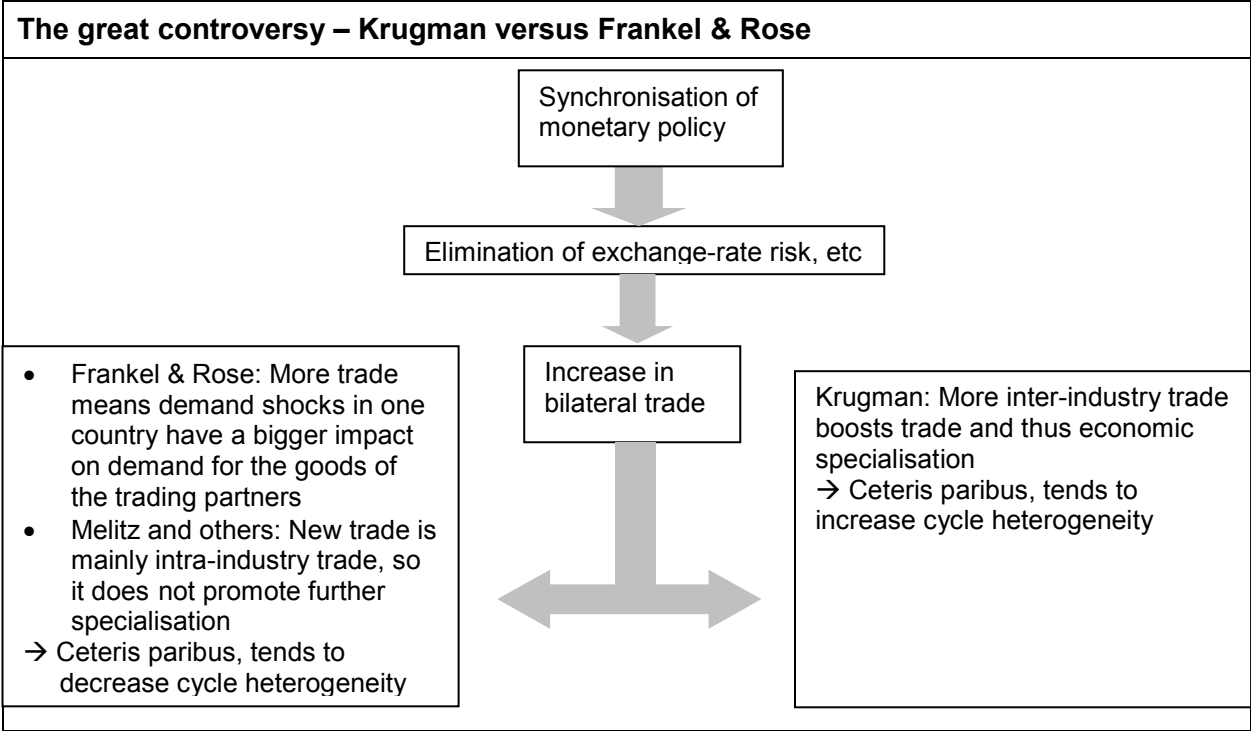 The great controversy – Krugman versus Frankel & Rose
Synchronisation of
monetary policy
Elimination of exchange-rate risk, etc
Increase in
bilateral trade
• Frankel & Rose: More trade
means demand shocks in one
country have a bigger impact
on demand for the goods of
the trading partners
• Melitz and others: New trade is
mainly intra-industry trade, so
it does not promote further
specialisation
→ Ceteris paribus, tends to
decrease cycle heterogeneity
Krugman: More inter-industry trade
boosts trade and thus economic
specialisation
→ Ceteris paribus, tends to
increase cycle heterogeneity